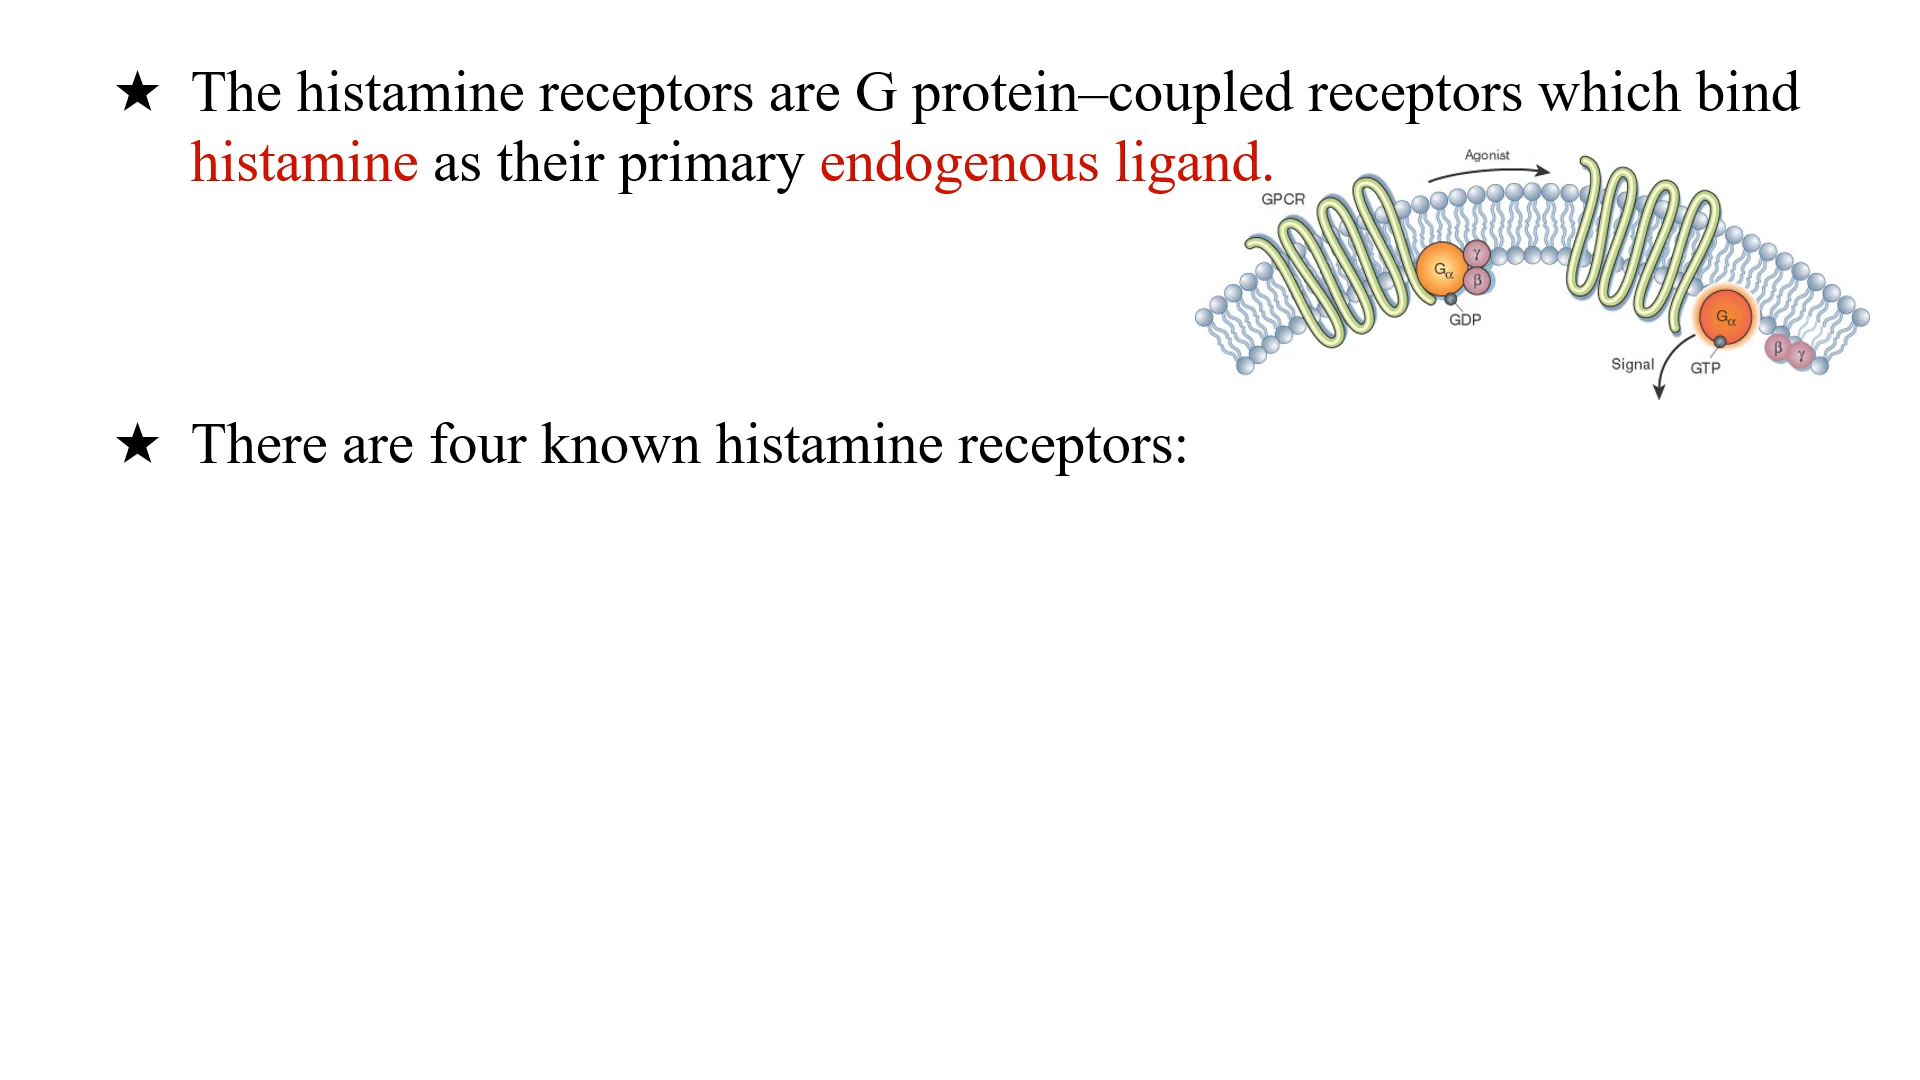 ★ The histamine receptors are G protein–coupled receptors which bind
histamine as their primary endogenous ligand.
Agonist
GPCR
Gα
γ
β
GDP
Gα
Signal
GTP
β
γ
★ There are four known histamine receptors: